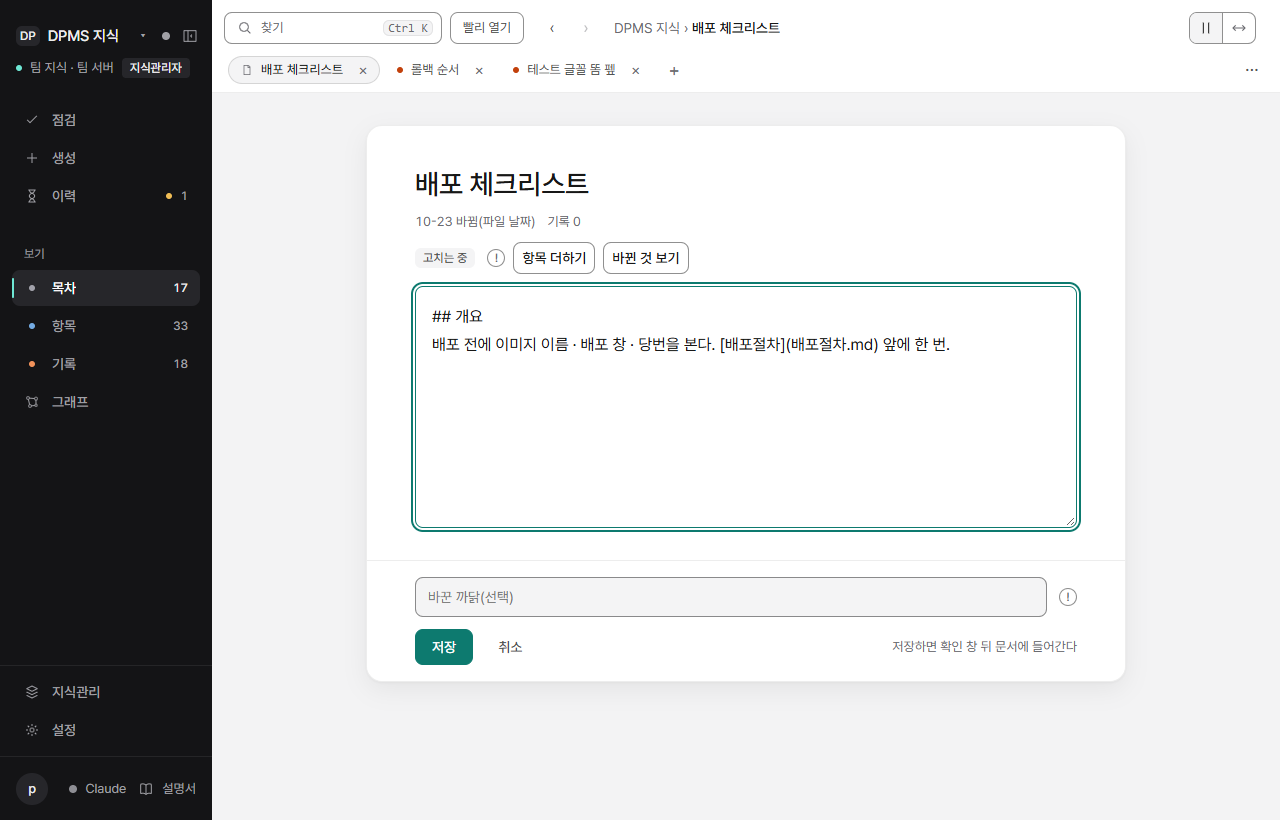 DP DPMS 지식
팀 지식 · 팀 서버 지식관리자
점검
생성
이력 1
보기
목차 17
항목 33
기록 18
그래프
지식관리
설정
p Claude 설명서
찾기 Ctrl K 빨리 열기 ‹ › DPMS 지식 › 배포 체크리스트
배포 체크리스트 × 롤백 순서 × 테스트 글꼴 똠 펲 × + ···
배포 체크리스트
10-23 바뀜(파일 날짜) 기록 0
고치는 중 ! 항목 더하기 바뀐 것 보기
## 개요
배포 전에 이미지 이름 · 배포 창 · 당번을 본다. [배포절차](배포절차.md) 앞에 한 번.
바꾼 까닭(선택) !
저장 취소 저장하면 확인 창 뒤 문서에 들어간다